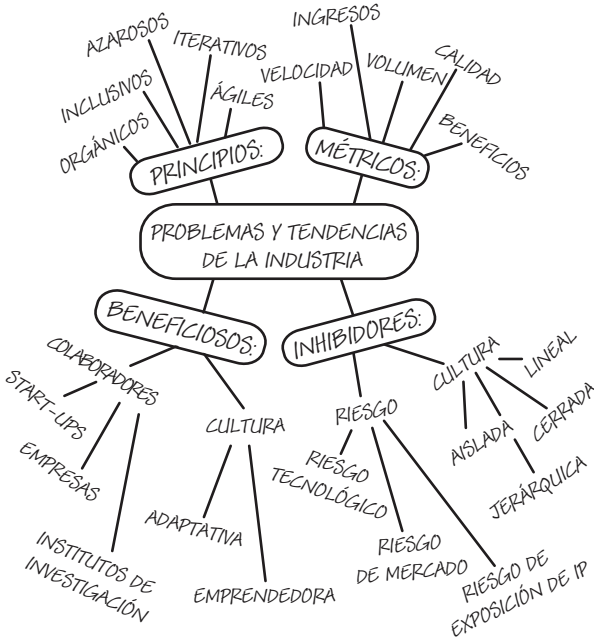 AZAROSOS
ITERATIVOS
INCLUSIVOS
ÁGILES
ORGÁNICOS
PRINCIPIOS:
INGRESOS
VELOCIDAD
VOLUMEN
CALIDAD
BENEFICIOS
MÉTRICOS:
PROBLEMAS Y TENDENCIAS
DE LA INDUSTRIA
BENEFICIOSOS:
COLABORADORES
START-UPS
EMPRESAS
INSTITUTOS DE
INVESTIGACIÓN
CULTURA
ADAPTATIVA
EMPRENDEDORA
INHIBIDORES:
RIESGO
RIESGO
TECNOLÓGICO
RIESGO
DE MERCADO
RIESGO DE
EXPOSICIÓN DE IP
CULTURA
LINEAL
CERRADA
AISLADA
JERÁRQUICA